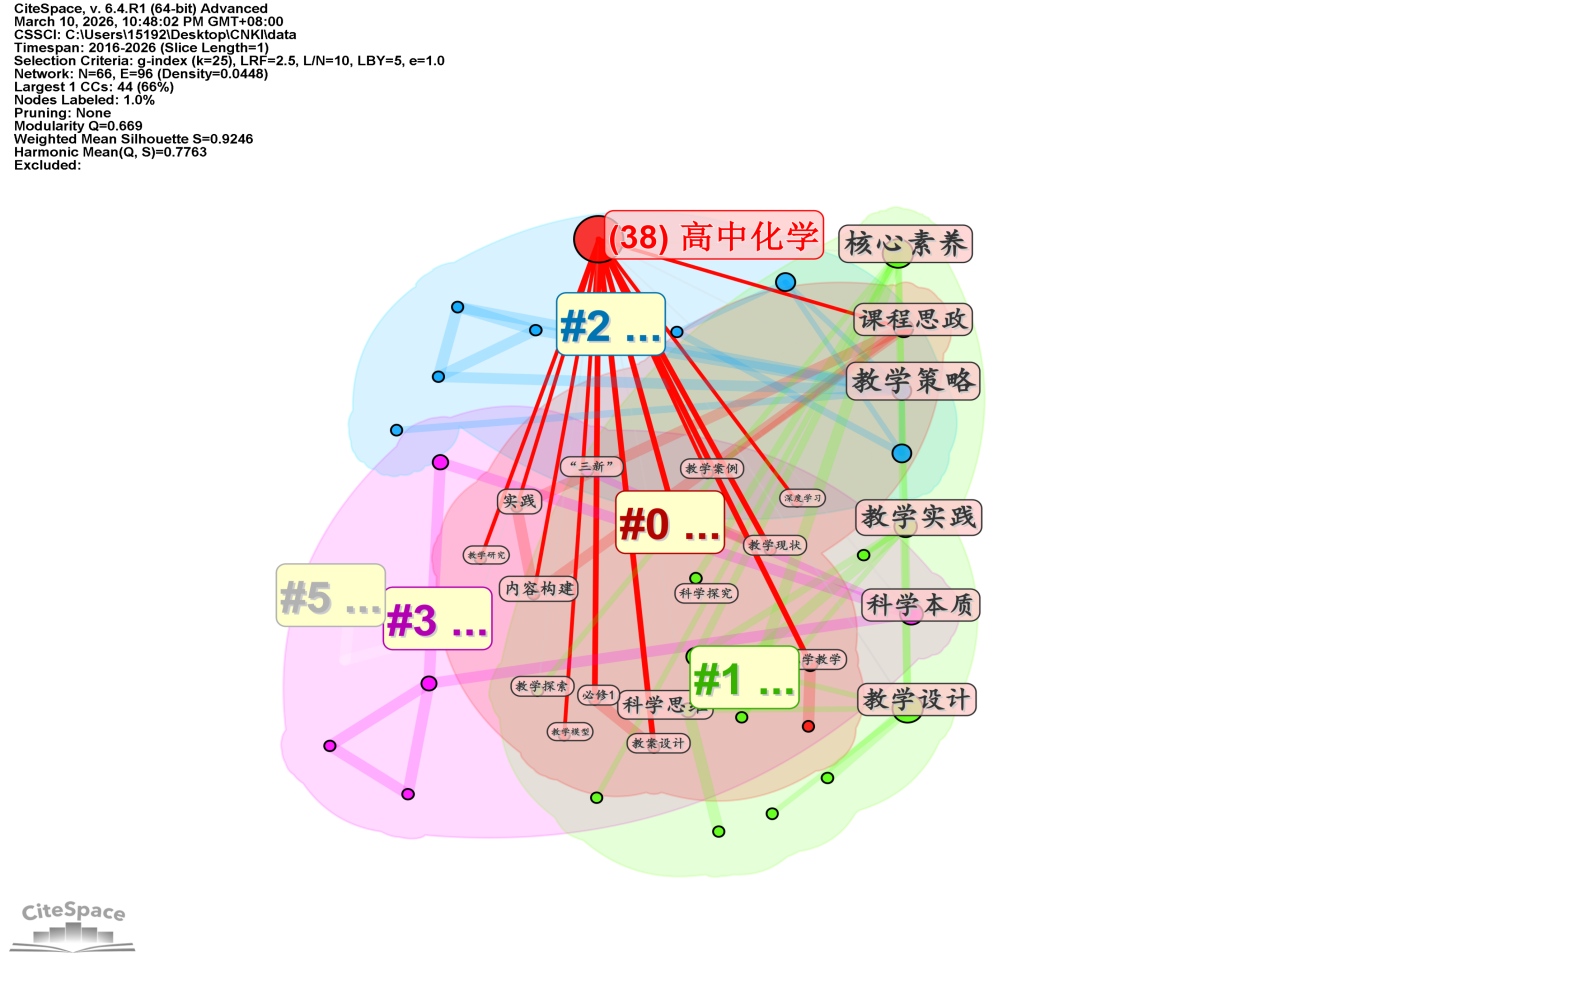 CiteSpace, v. 6.4.R1 (64-bit) Advanced
March 10, 2026, 10:48:02 PM GMT+08:00
CSSCI: C:\Users\15192\Desktop\CNKI\data
Timespan: 2016-2026 (Slice Length=1)
Selection Criteria: g-index (k=25), LRF=2.5, L/N=10, LBY=5, e=1.0
Network: N=66, E=96 (Density=0.0448)
Largest 1 CCs: 44 (66%)
Nodes Labeled: 1.0%
Pruning: None
Modularity Q=0.669
Weighted Mean Silhouette S=0.9246
Harmonic Mean(Q, S)=0.7763
Excluded:
(38) 高中化学
核心素养
#2 ...
课程思政
教学策略
“三新”
教学案例
深度学习
实践
#0 ...
教学实践
教学现状
教学研究
内容构建
科学探究
#5 ...
#3 ...
科学本质
学教学
#1 ...
教学探索
必修1
科学思维
教学设计
教学模型
教案设计
CiteSpace